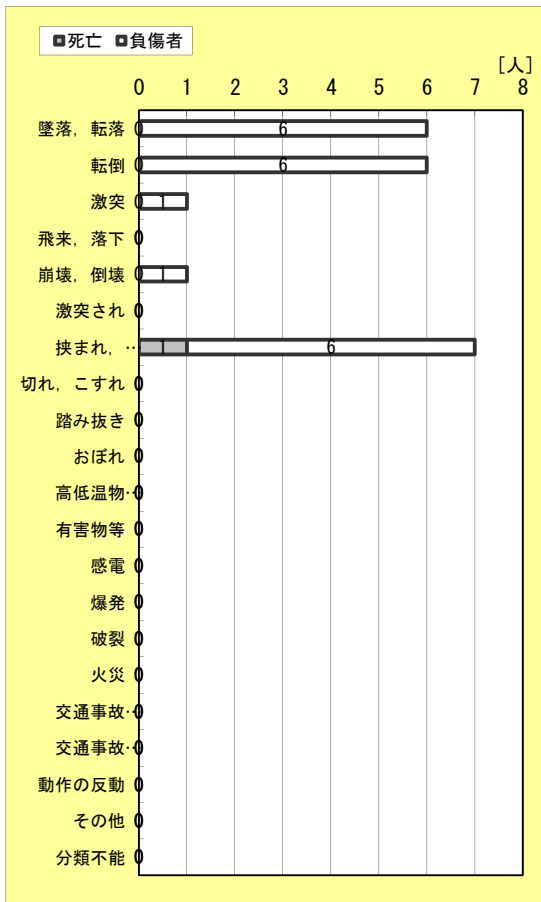 死亡 負傷者
[人]
0 1 2 3 4 5 6 7 8
墜落，転落 0 6
転倒 0 6
激突 0 1
飛来，落下 0
崩壊，倒壊 0 1
激突され 0
挟まれ，… 1 6
切れ，こすれ 0
踏み抜き 0
おぼれ 0
高低温物… 0
有害物等 0
感電 0
爆発 0
破裂 0
火災 0
交通事故… 0
交通事故… 0
動作の反動 0
その他 0
分類不能 0